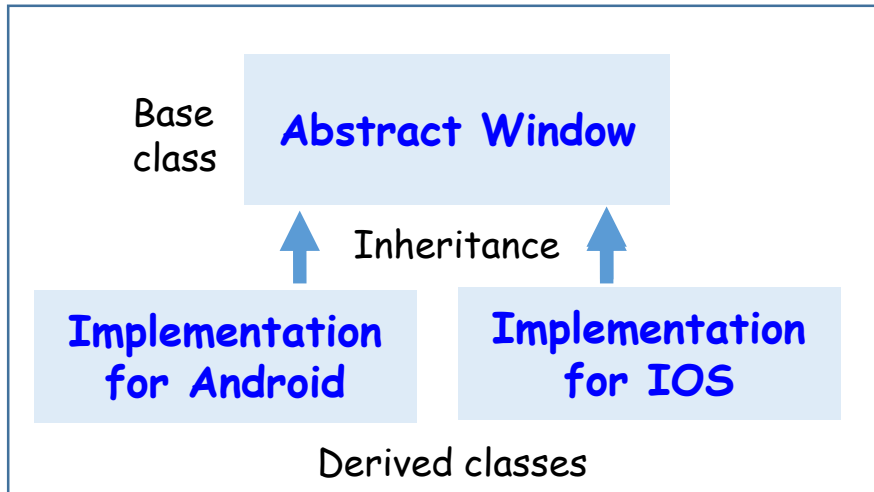 Base
class
Abstract Window
Inheritance
Implementation
for Android
Implementation
for IOS
Derived classes